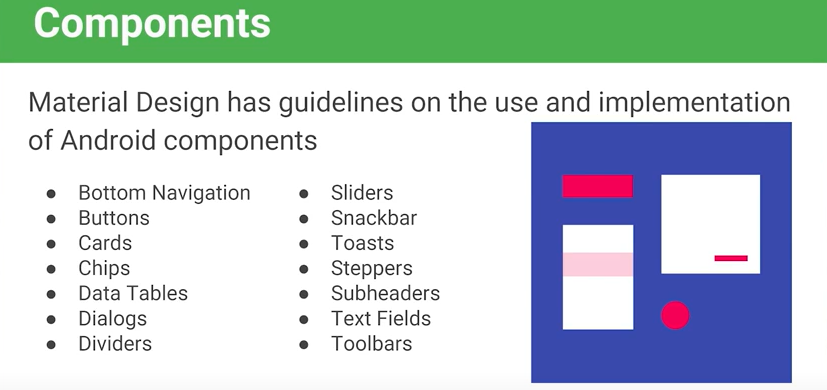 Components
Material Design has guidelines on the use and implementation
of Android components
● Bottom Navigation
● Buttons
● Cards
● Chips
● Data Tables
● Dialogs
● Dividers
● Sliders
● Snackbar
● Toasts
● Steppers
● Subheaders
● Text Fields
● Toolbars